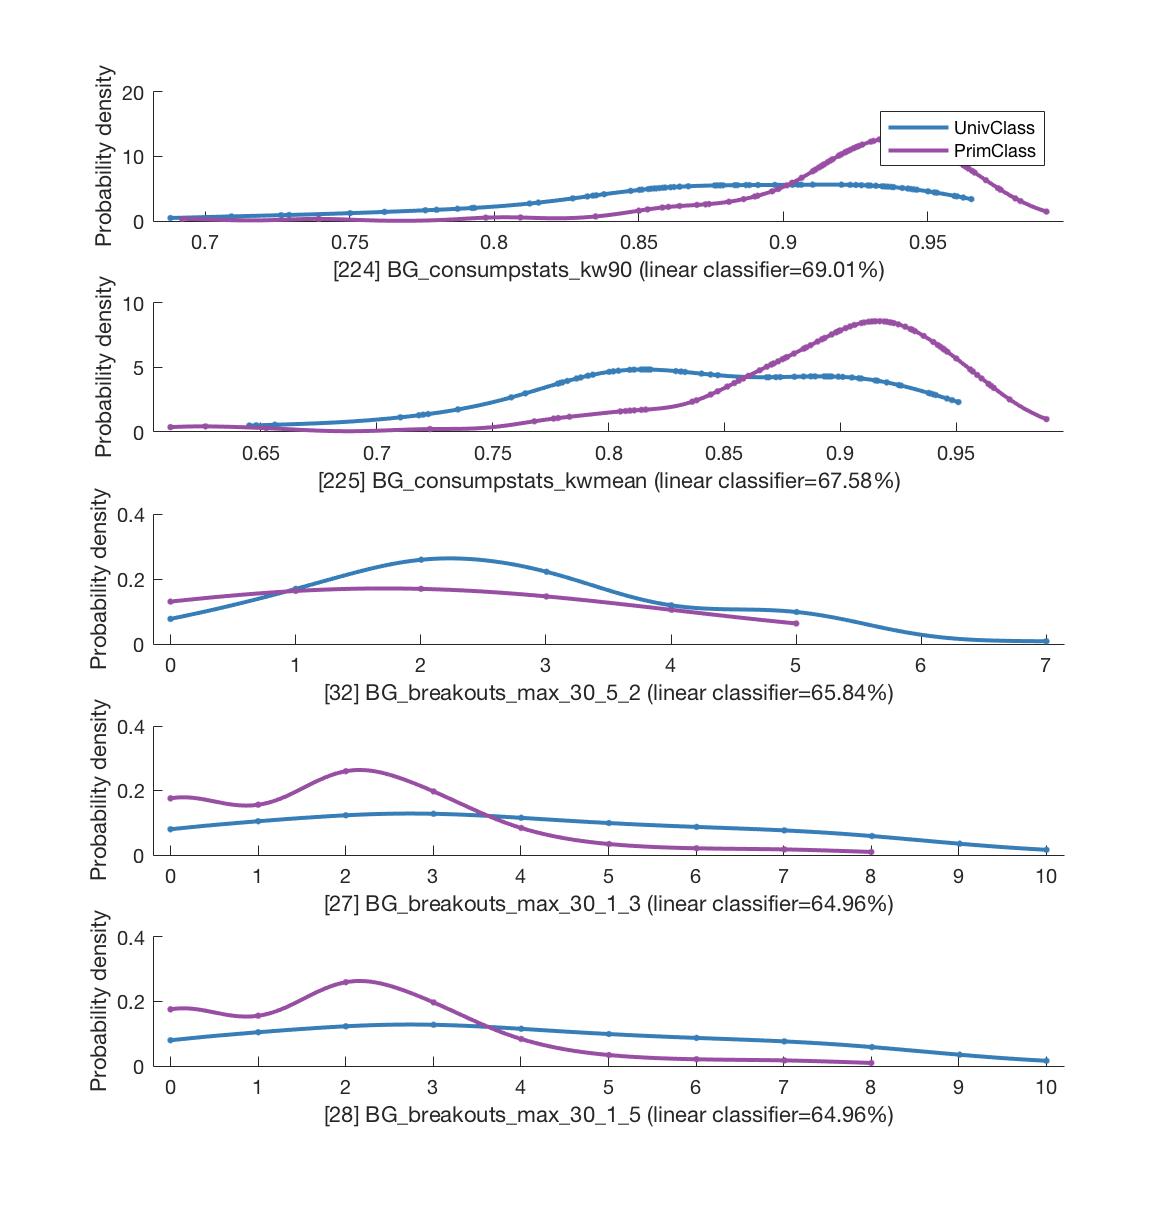 Probability density
20
10
0
UnivClass
PrimClass
0.7 0.75 0.8 0.85 0.9 0.95
[224] BG_consumpstats_kw90 (linear classifier=69.01%)
Probability density
10
5
0
0.65 0.7 0.75 0.8 0.85 0.9 0.95
[225] BG_consumpstats_kwmean (linear classifier=67.58%)
Probability density
0.4
0.2
0
0 1 2 3 4 5 6 7
[32] BG_breakouts_max_30_5_2 (linear classifier=65.84%)
Probability density
0.4
0.2
0
0 1 2 3 4 5 6 7 8 9 10
[27] BG_breakouts_max_30_1_3 (linear classifier=64.96%)
Probability density
0.4
0.2
0
0 1 2 3 4 5 6 7 8 9 10
[28] BG_breakouts_max_30_1_5 (linear classifier=64.96%)